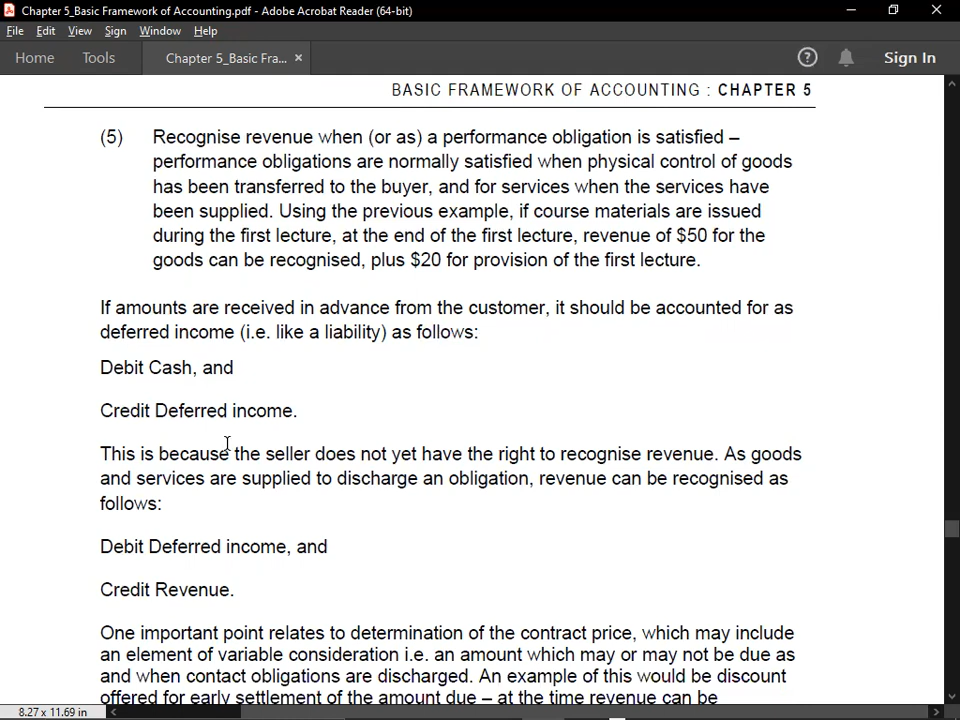 Chapter 5_Basic Framework of Accounting.pdf - Adobe Acrobat Reader (64-bit)
File Edit View Sign Window Help
Home Tools Chapter 5_Basic Fra... × Sign In
BASIC FRAMEWORK OF ACCOUNTING : CHAPTER 5
(5) Recognise revenue when (or as) a performance obligation is satisfied –
performance obligations are normally satisfied when physical control of goods
has been transferred to the buyer, and for services when the services have
been supplied. Using the previous example, if course materials are issued
during the first lecture, at the end of the first lecture, revenue of $50 for the
goods can be recognised, plus $20 for provision of the first lecture.
If amounts are received in advance from the customer, it should be accounted for as
deferred income (i.e. like a liability) as follows:
Debit Cash, and
Credit Deferred income.
This is because the seller does not yet have the right to recognise revenue. As goods
and services are supplied to discharge an obligation, revenue can be recognised as
follows:
Debit Deferred income, and
Credit Revenue.
One important point relates to determination of the contract price, which may include
an element of variable consideration i.e. an amount which may or may not be due as
and when contact obligations are discharged. An example of this would be discount
offered for early settlement of the amount due – at the time revenue can be
8.27 x 11.69 in